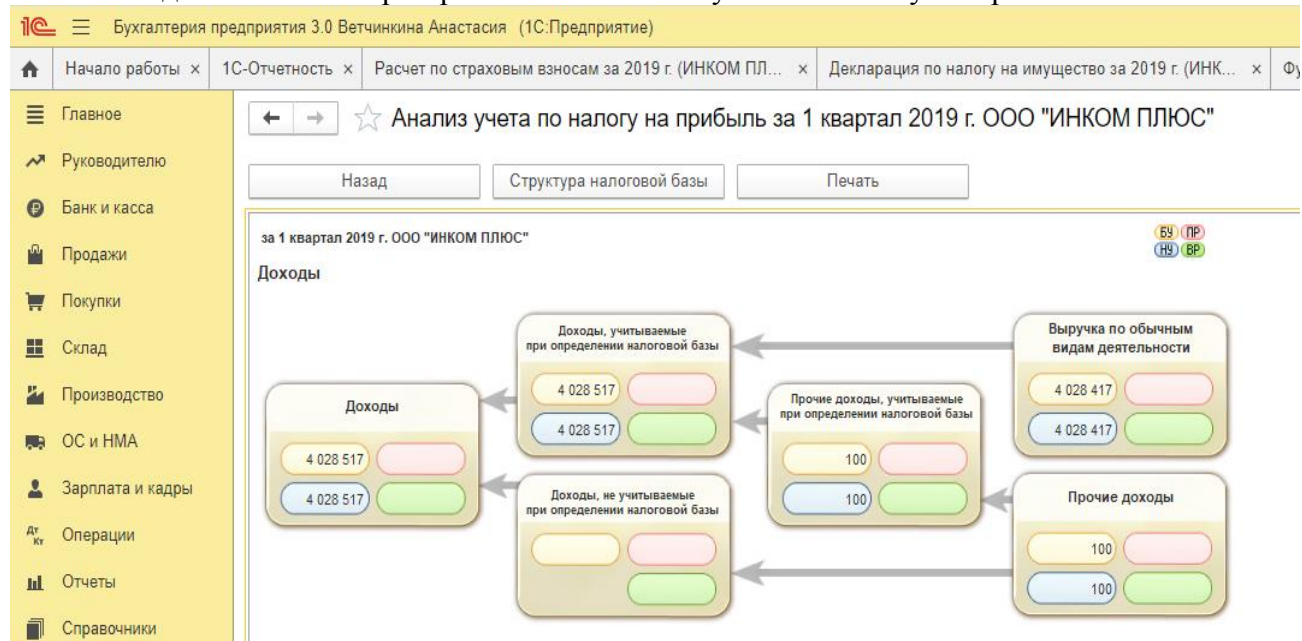 1С Бухгалтерия предприятия 3.0 Ветчинкина Анастасия (1С:Предприятие)
Начало работы × 1С-Отчетность × Расчет по страховым взносам за 2019 г. (ИНКОМ ПЛ... × Декларация по налогу на имущество за 2019 г. (ИНК... × Фу
Главное
Руководителю
Банк и касса
Продажи
Покупки
Склад
Производство
ОС и НМА
Зарплата и кадры
Дт Кт Операции
Отчеты
Справочники
Анализ учета по налогу на прибыль за 1 квартал 2019 г. ООО "ИНКОМ ПЛЮС"
Назад Структура налоговой базы Печать
за 1 квартал 2019 г. ООО "ИНКОМ ПЛЮС"
БУ ПР
НУ ВР
Доходы
Доходы
4 028 517
4 028 517
Доходы, учитываемые
при определении налоговой базы
4 028 517
4 028 517
Доходы, не учитываемые
при определении налоговой базы
Прочие доходы, учитываемые
при определении налоговой базы
100
100
Выручка по обычным
видам деятельности
4 028 417
4 028 417
Прочие доходы
100
100